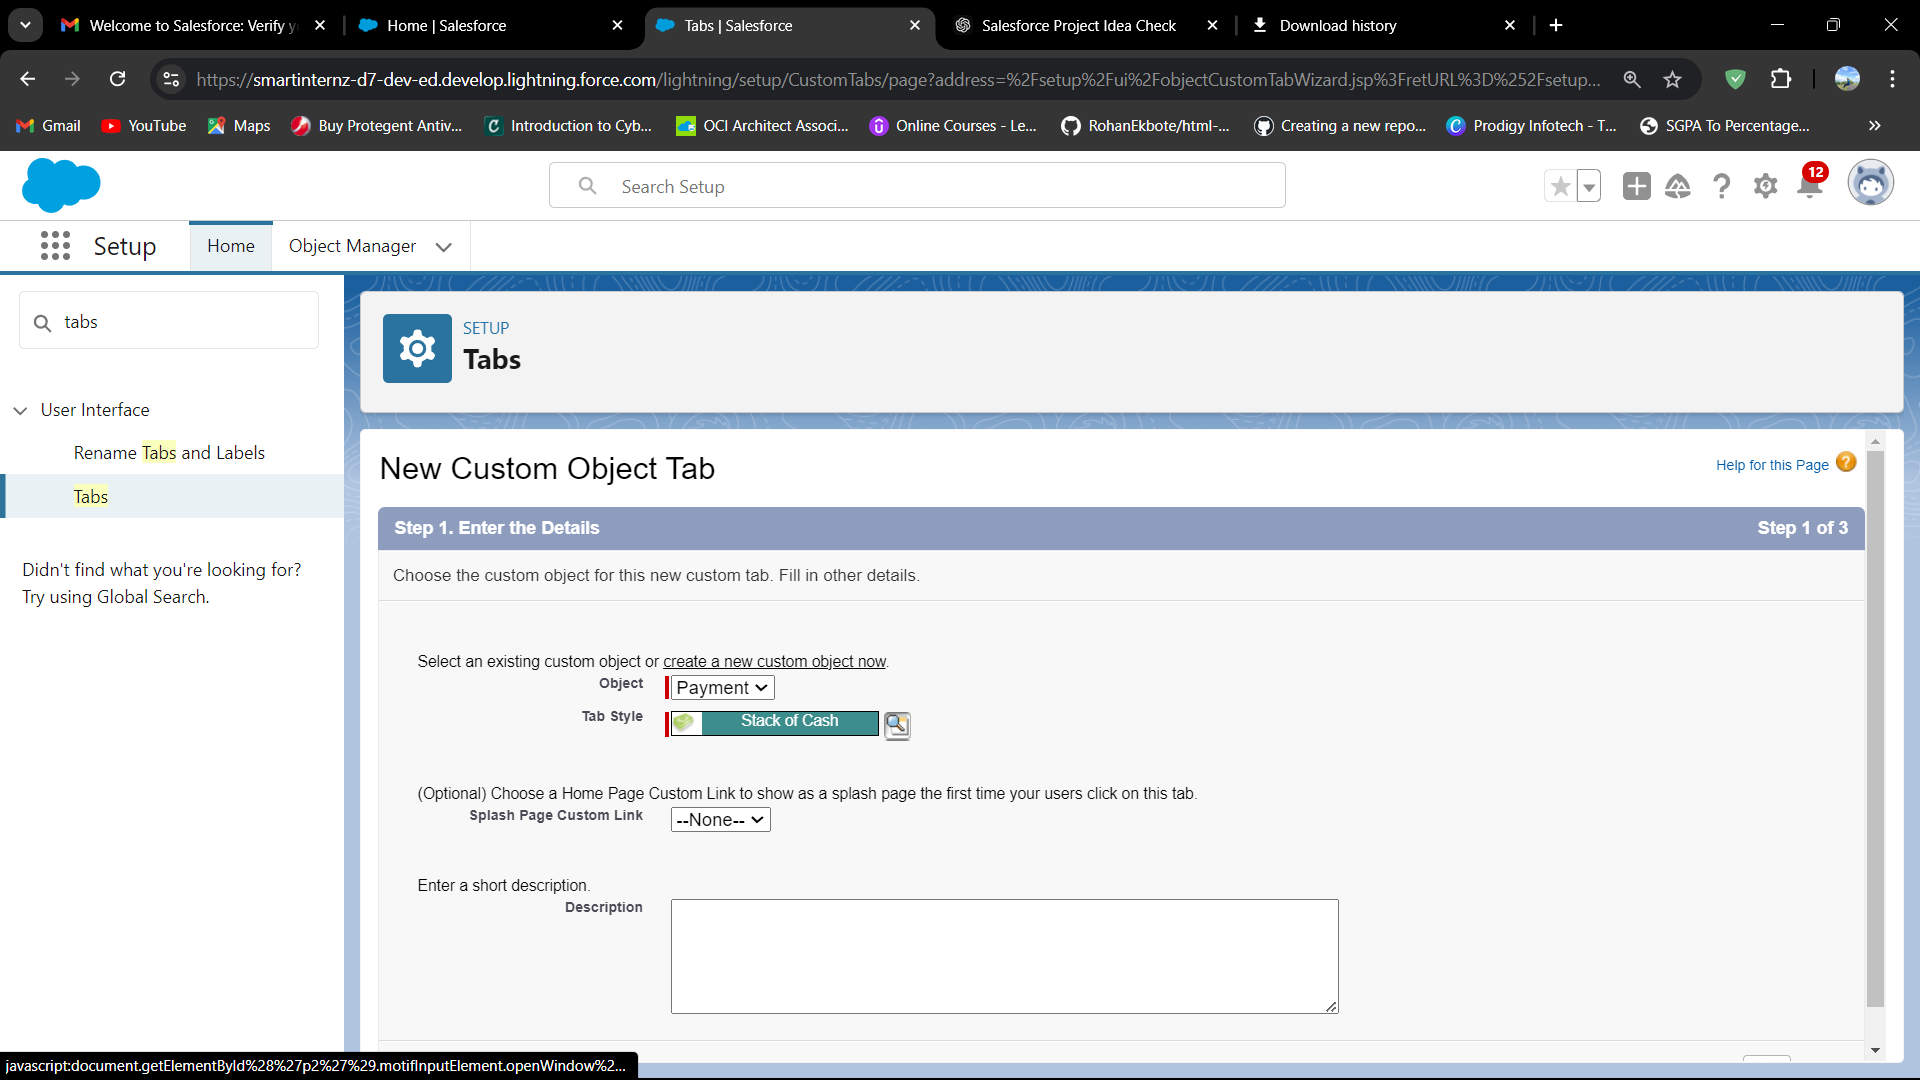 Welcome to Salesforce: Verify y
Home | Salesforce
Tabs | Salesforce
Salesforce Project Idea Check
Download history
https://smartinternz-d7-dev-ed.develop.lightning.force.com/lightning/setup/CustomTabs/page?address=%2Fsetup%2Fui%2FobjectCustomTabWizard.jsp%3FretURL%3D%252Fsetup...
Gmail
YouTube
Maps
Buy Protegent Antiv...
Introduction to Cyb...
OCI Architect Associ...
Online Courses - Le...
RohanEkbote/html-...
Creating a new repo...
Prodigy Infotech - T...
SGPA To Percentage...
Search Setup
12
Setup
Home
Object Manager
tabs
User Interface
Rename Tabs and Labels
Tabs
Didn't find what you're looking for?
Try using Global Search.
SETUP
Tabs
New Custom Object Tab
Help for this Page
Step 1. Enter the Details
Step 1 of 3
Choose the custom object for this new custom tab. Fill in other details.
Select an existing custom object or create a new custom object now.
Object
Payment
Tab Style
Stack of Cash
(Optional) Choose a Home Page Custom Link to show as a splash page the first time your users click on this tab.
Splash Page Custom Link
--None--
Enter a short description.
Description
javascript:document.getElementById%28%27p2%27%29.motifInputElement.openWindow%2...